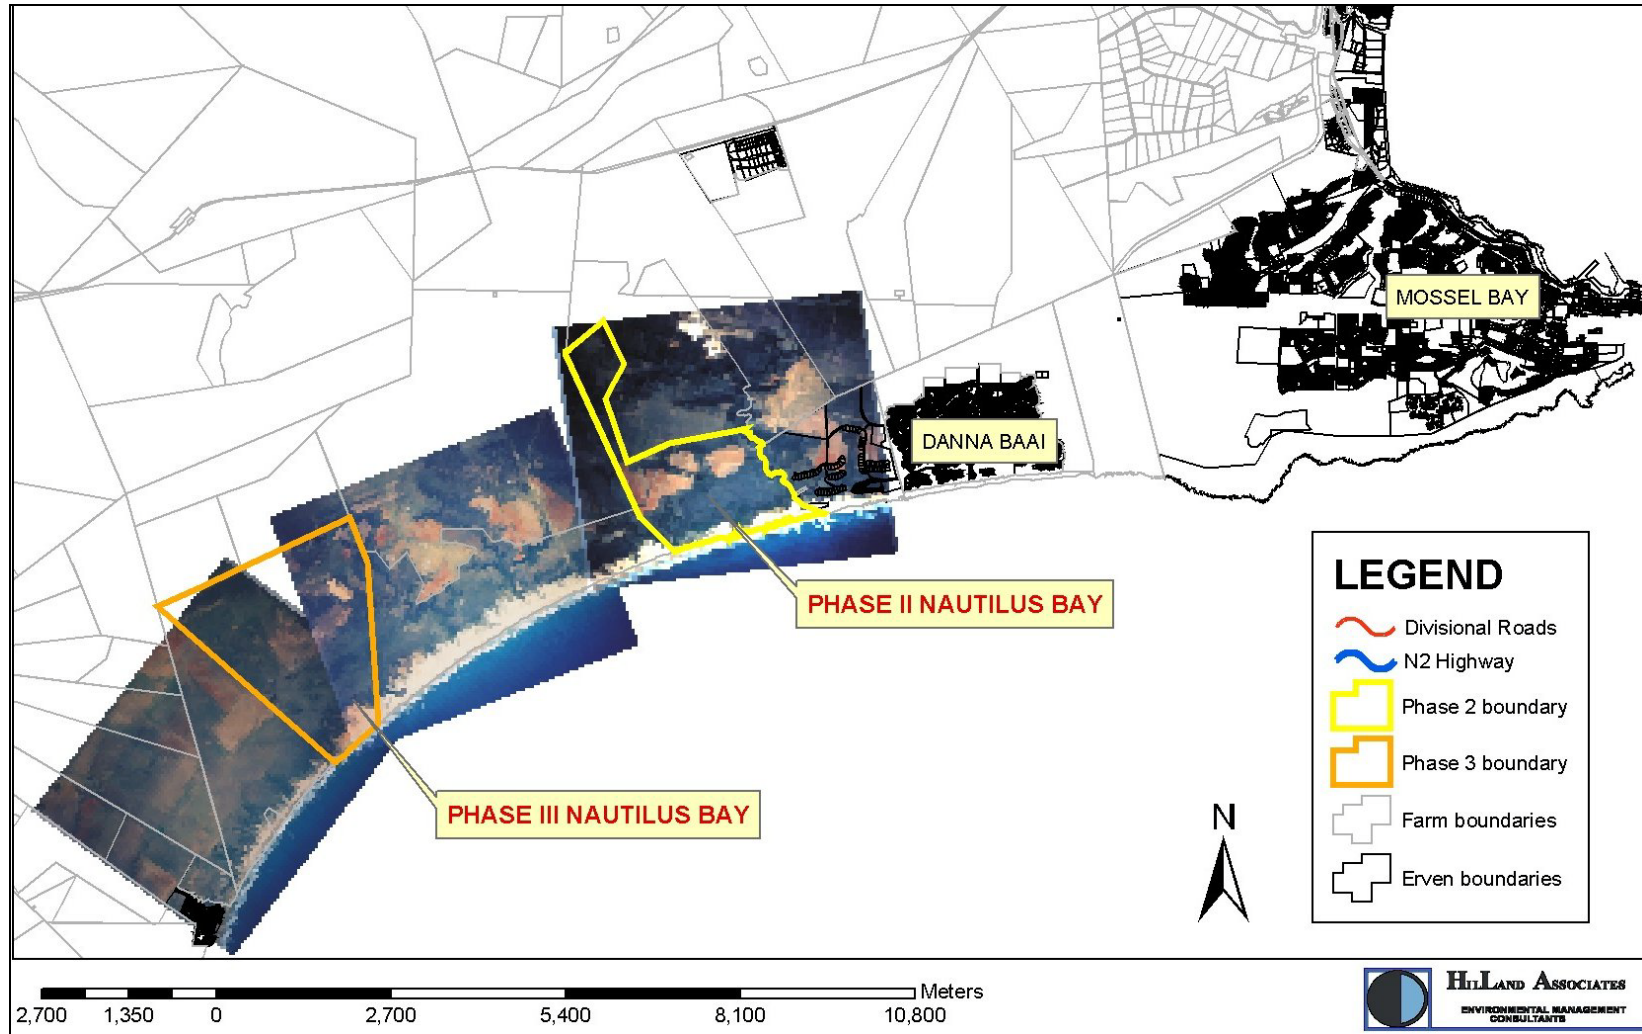 MOSSEL BAY
DANNA BAAI
PHASE II NAUTILUS BAY
PHASE III NAUTILUS BAY
LEGEND
Divisional Roads
N2 Highway
Phase 2 boundary
Phase 3 boundary
Farm boundaries
Erven boundaries
N
Meters
2,700 1,350 0 2,700 5,400 8,100 10,800
HILLAND ASSOCIATES
ENVIRONMENTAL MANAGEMENT
CONSULTANTS